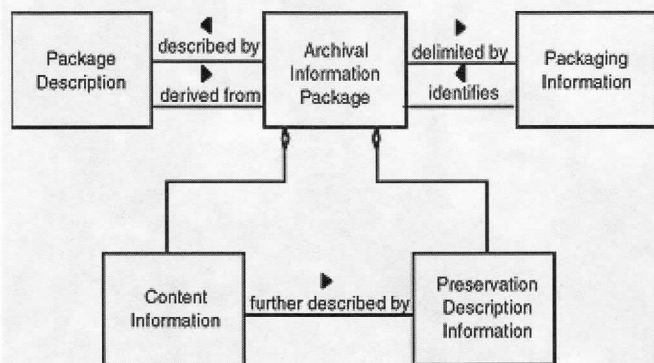 Package
Description
described by
derived from
Archival
Information
Package
delimited by
identifies
Packaging
Information
Content
Information
further described by
Preservation
Description
Information